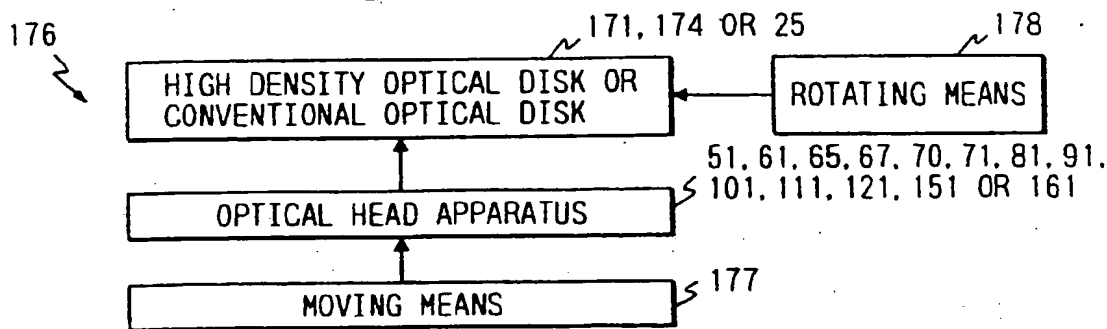 176
171, 174 OR 25
178
HIGH DENSITY OPTICAL DISK OR
CONVENTIONAL OPTICAL DISK
ROTATING MEANS
51, 61, 65, 67, 70, 71, 81, 91,
101, 111, 121, 151 OR 161
OPTICAL HEAD APPARATUS
177
MOVING MEANS